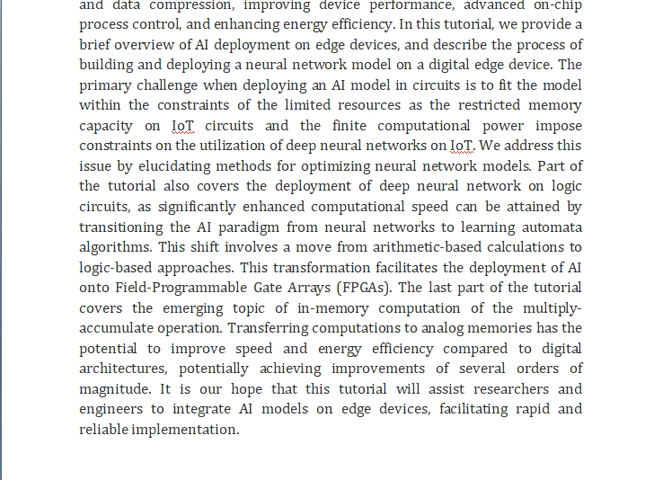 and data compression, improving device performance, advanced on-chip
process control, and enhancing energy efficiency. In this tutorial, we provide a
brief overview of AI deployment on edge devices, and describe the process of
building and deploying a neural network model on a digital edge device. The
primary challenge when deploying an AI model in circuits is to fit the model
within the constraints of the limited resources as the restricted memory
capacity on IoT circuits and the finite computational power impose
constraints on the utilization of deep neural networks on IoT. We address this
issue by elucidating methods for optimizing neural network models. Part of
the tutorial also covers the deployment of deep neural network on logic
circuits, as significantly enhanced computational speed can be attained by
transitioning the AI paradigm from neural networks to learning automata
algorithms. This shift involves a move from arithmetic-based calculations to
logic-based approaches. This transformation facilitates the deployment of AI
onto Field-Programmable Gate Arrays (FPGAs). The last part of the tutorial
covers the emerging topic of in-memory computation of the multiply-
accumulate operation. Transferring computations to analog memories has the
potential to improve speed and energy efficiency compared to digital
architectures, potentially achieving improvements of several orders of
magnitude. It is our hope that this tutorial will assist researchers and
engineers to integrate AI models on edge devices, facilitating rapid and
reliable implementation.